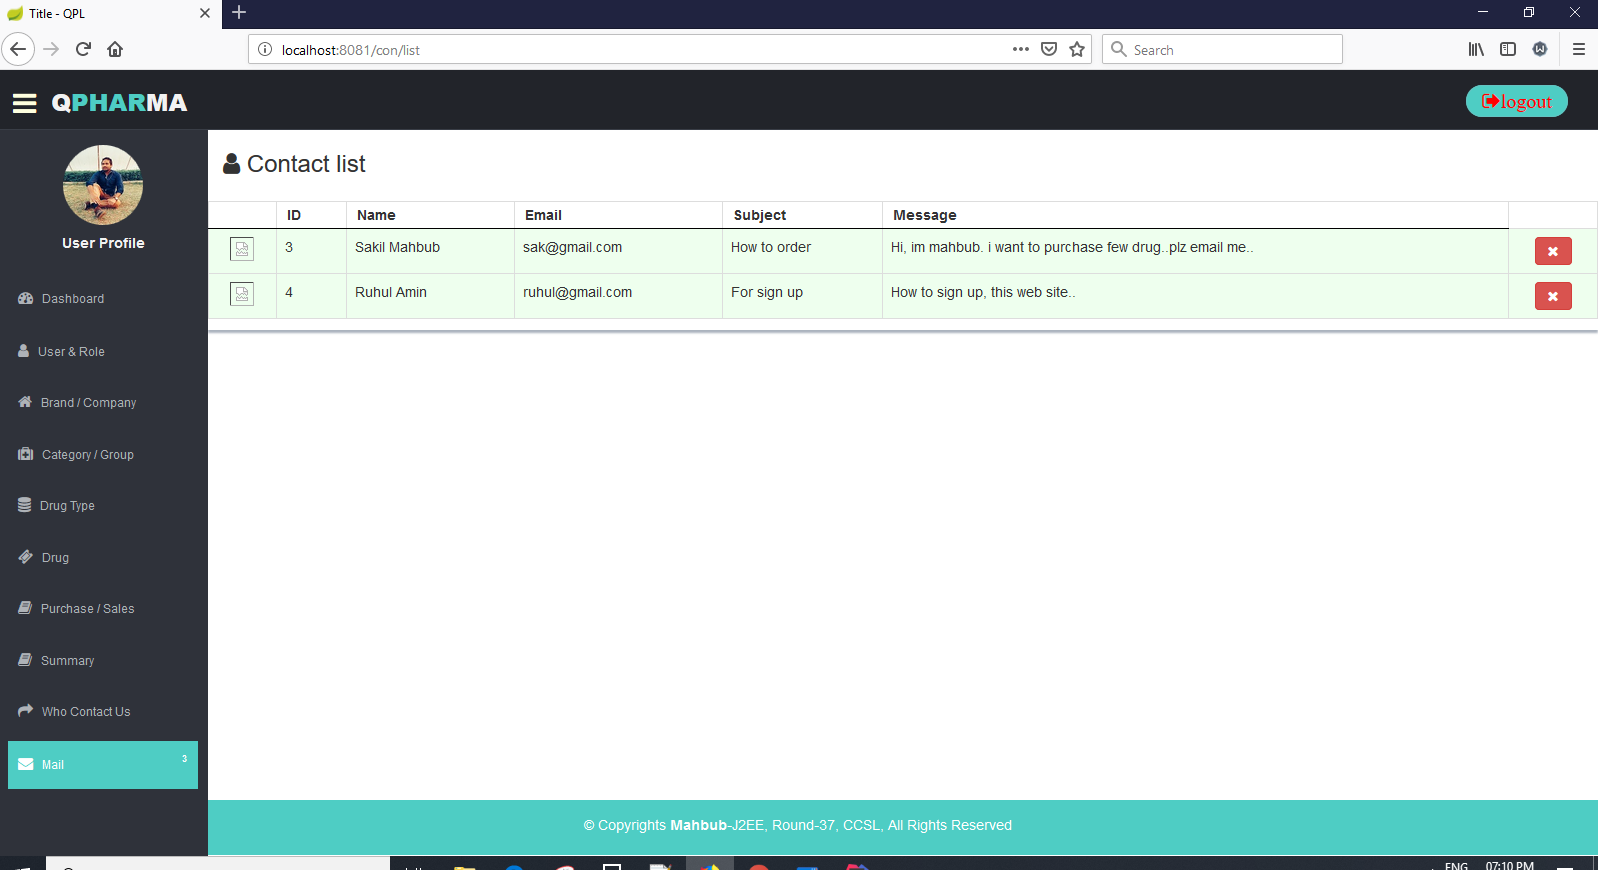 Title - QPL
localhost:8081/con/list
Search
QPHARMA
logout
User Profile
Dashboard
User & Role
Brand / Company
Category / Group
Drug Type
Drug
Purchase / Sales
Summary
Who Contact Us
Mail 3
Contact list
ID Name Email Subject Message
3 Sakil Mahbub sak@gmail.com How to order Hi, im mahbub. i want to purchase few drug..plz email me..
4 Ruhul Amin ruhul@gmail.com For sign up How to sign up, this web site..
© Copyrights Mahbub-J2EE, Round-37, CCSL, All Rights Reserved
ENG 07:10 PM